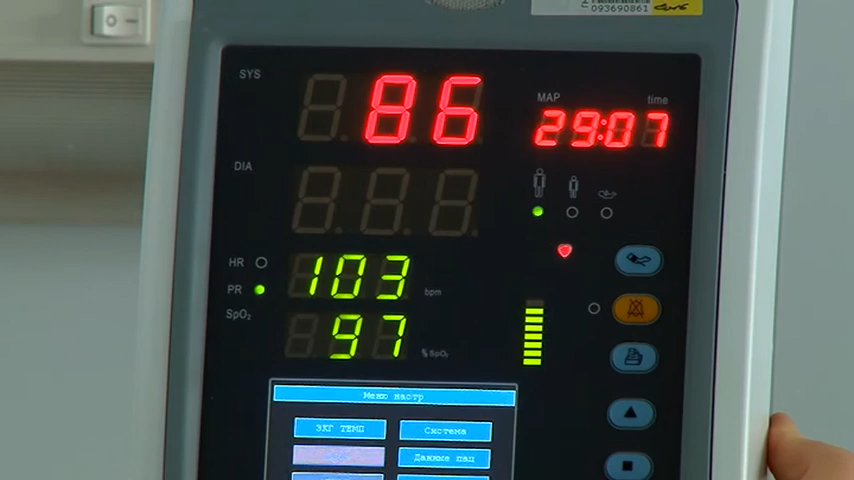 093690861
SYS
86
MAP
time
29:07
DIA
HR
103
bpm
PR
SpO₂
97
%SpO₂
Меню настр
ЭКГ ТЕМП
Система
Данные пац